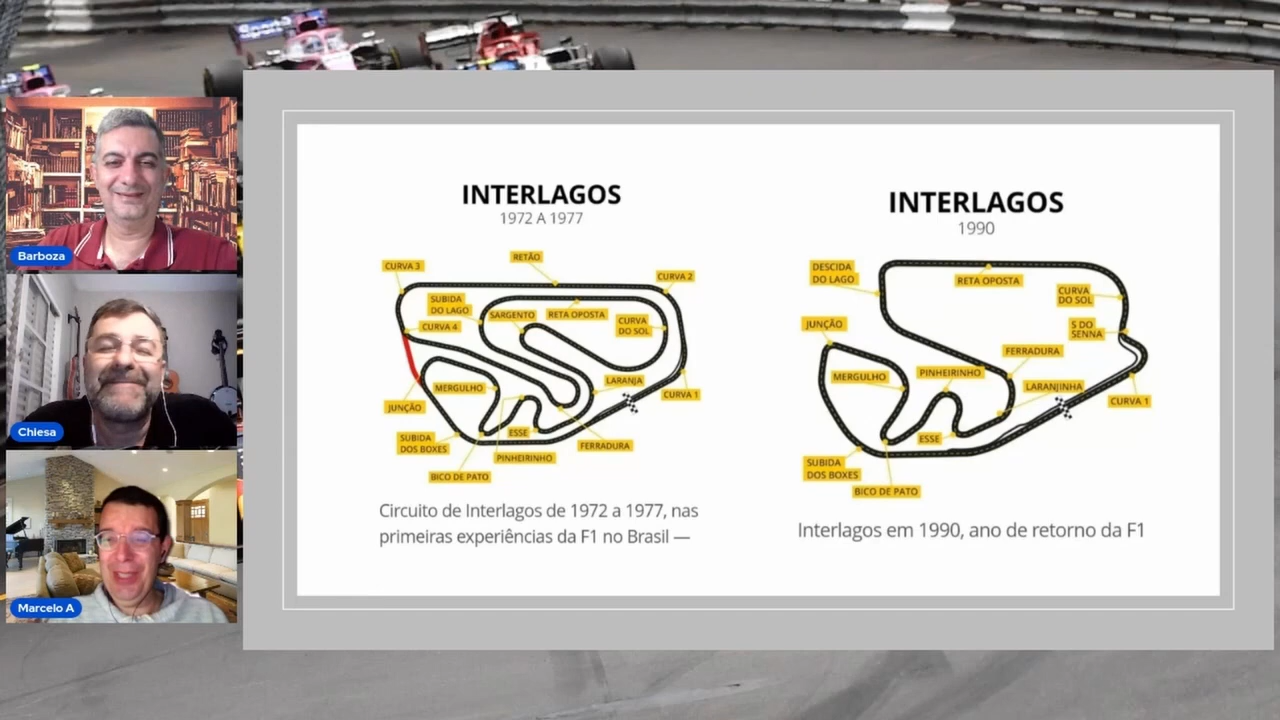 Barboza
Chiesa
Marcelo A
INTERLAGOS
1972 A 1977
CURVA 3
RETÃO
CURVA 2
SUBIDA
DO LAGO
SARGENTO
RETA OPOSTA
CURVA
DO SOL
CURVA 4
MERGULHO
LARANJA
CURVA 1
JUNÇÃO
SUBIDA
DOS BOXES
ESSE
FERRADURA
PINHEIRINHO
BICO DE PATO
Circuito de Interlagos de 1972 a 1977, nas
primeiras experiências da F1 no Brasil —
INTERLAGOS
1990
DESCIDA
DO LAGO
RETA OPOSTA
CURVA
DO SOL
JUNÇÃO
S DO
SENNA
FERRADURA
MERGULHO
PINHEIRINHO
LARANJINHA
CURVA 1
ESSE
SUBIDA
DOS BOXES
BICO DE PATO
Interlagos em 1990, ano de retorno da F1